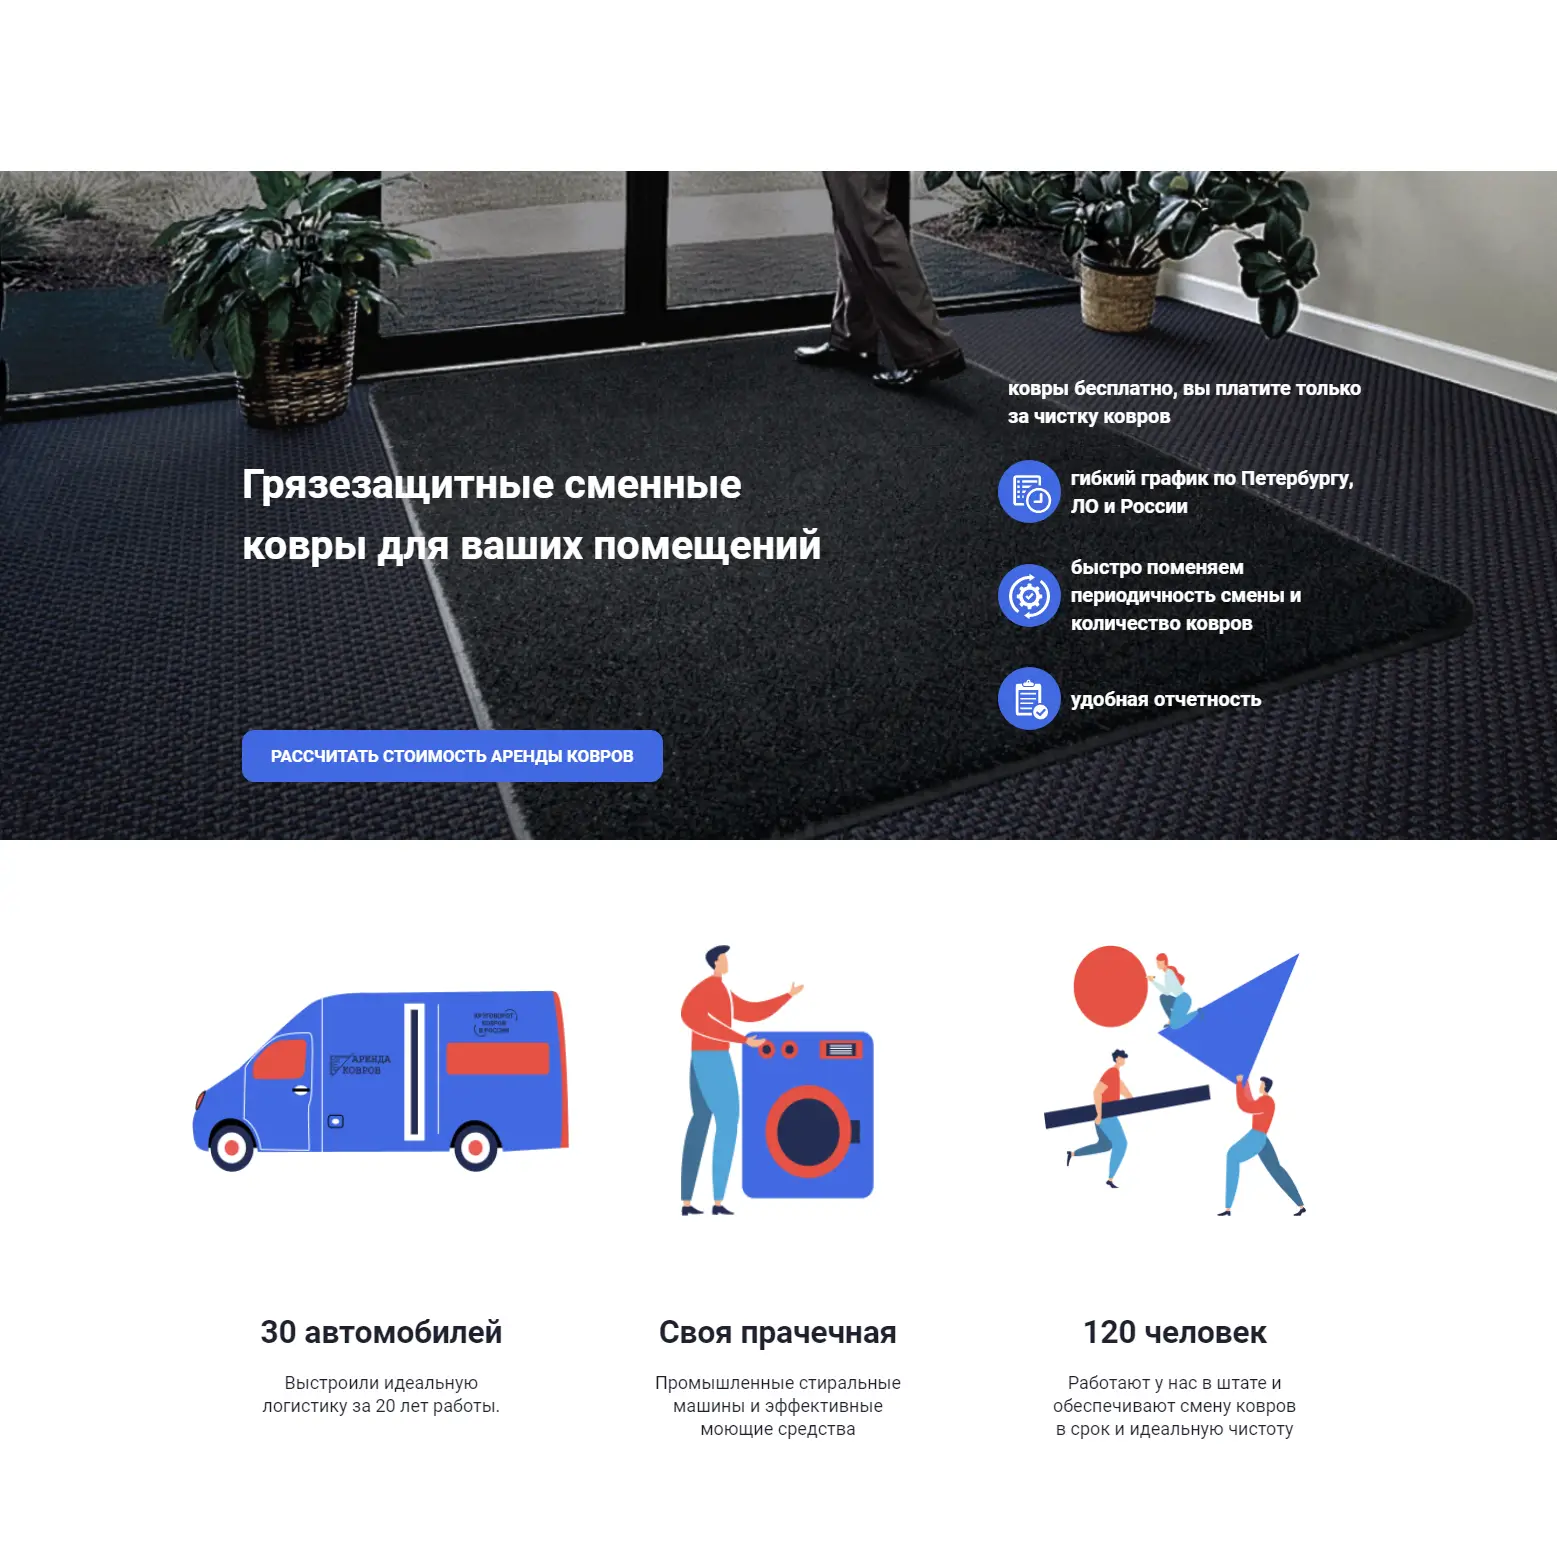 ковры бесплатно, вы платите только
за чистку ковров
Грязезащитные сменные
ковры для ваших помещений
гибкий график по Петербургу,
ЛО и России
быстро поменяем
периодичность смены и
количество ковров
удобная отчетность
РАССЧИТАТЬ СТОИМОСТЬ АРЕНДЫ КОВРОВ
КРУГОВОРОТ
КОВРОВ
В РОССИИ
АРЕНДА
КОВРОВ
30 автомобилей
Выстроили идеальную
логистику за 20 лет работы.
Своя прачечная
Промышленные стиральные
машины и эффективные
моющие средства
120 человек
Работают у нас в штате и
обеспечивают смену ковров
в срок и идеальную чистоту